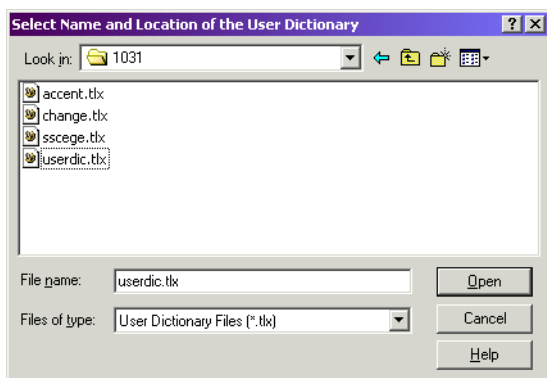 Select Name and Location of the User Dictionary
Look in: 1031
accent.tlx
change.tlx
sscege.tlx
userdic.tlx
File name: userdic.tlx Open
Files of type: User Dictionary Files (*.tlx) Cancel
Help